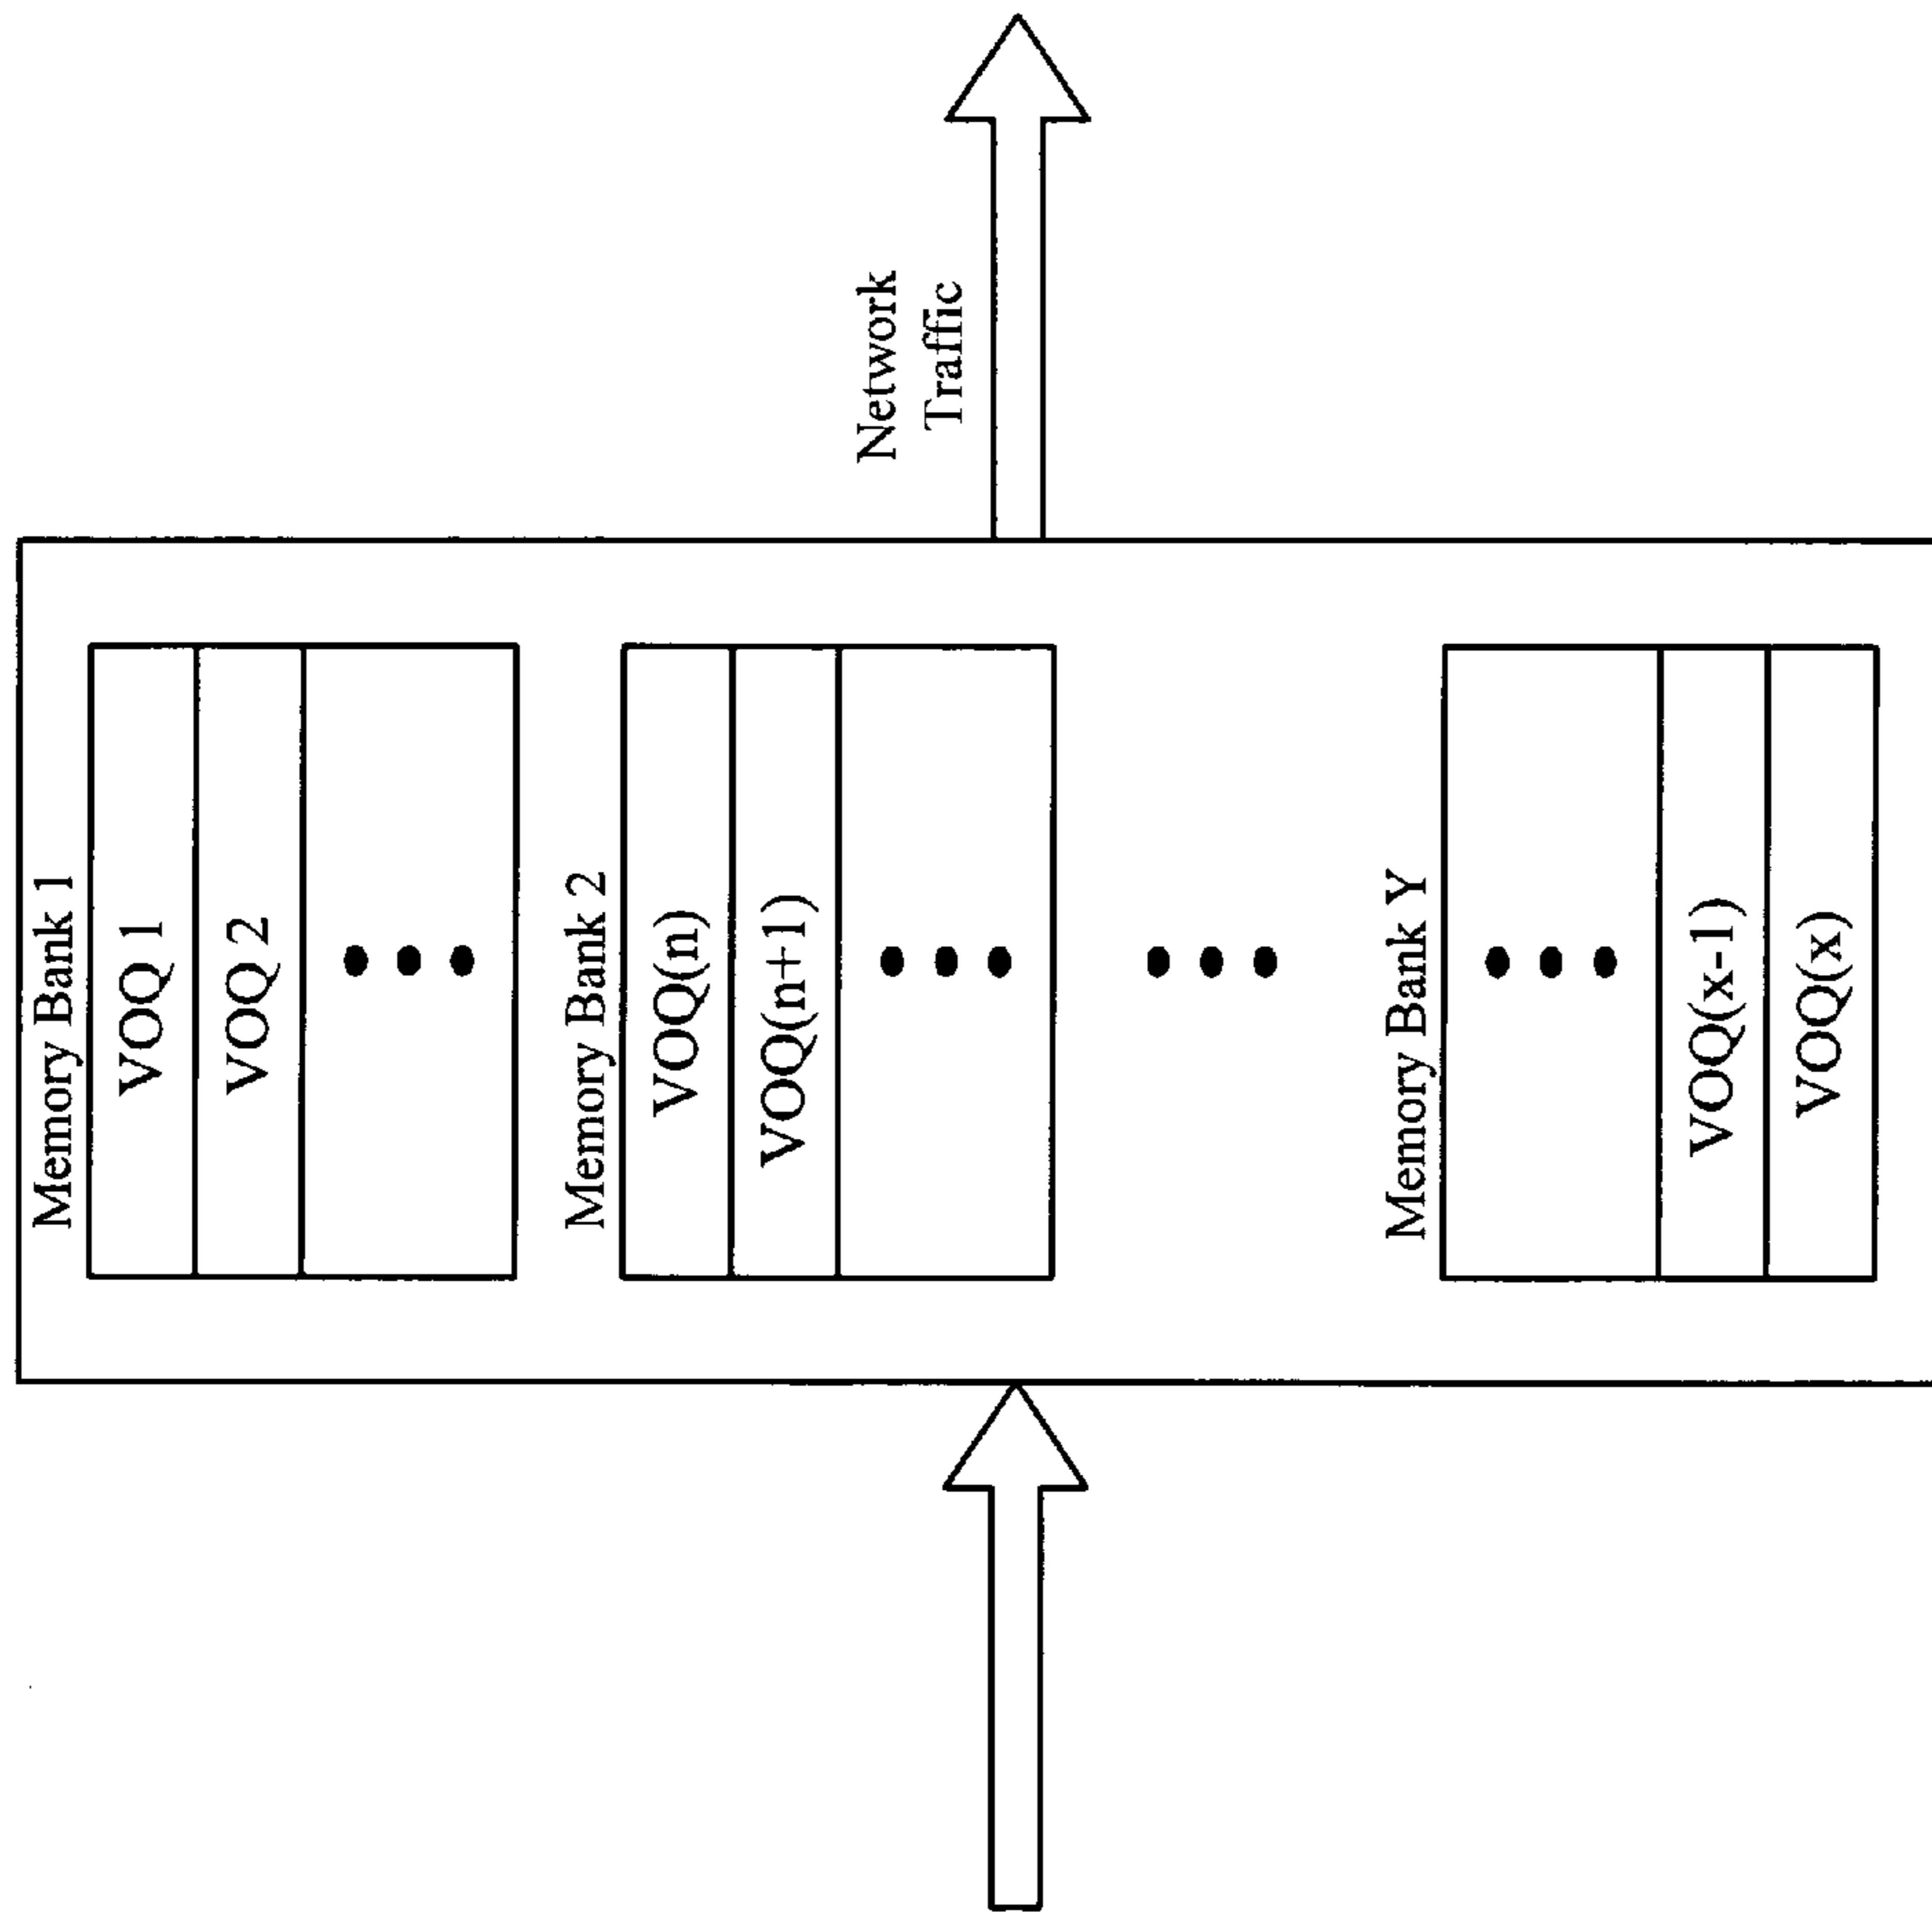 Memory Bank 1
VOQ 1
VOQ 2
Memory Bank 2
VOQ(n)
VOQ(n+1)
Memory Bank Y
VOQ(x-1)
VOQ(x)
Network
Traffic